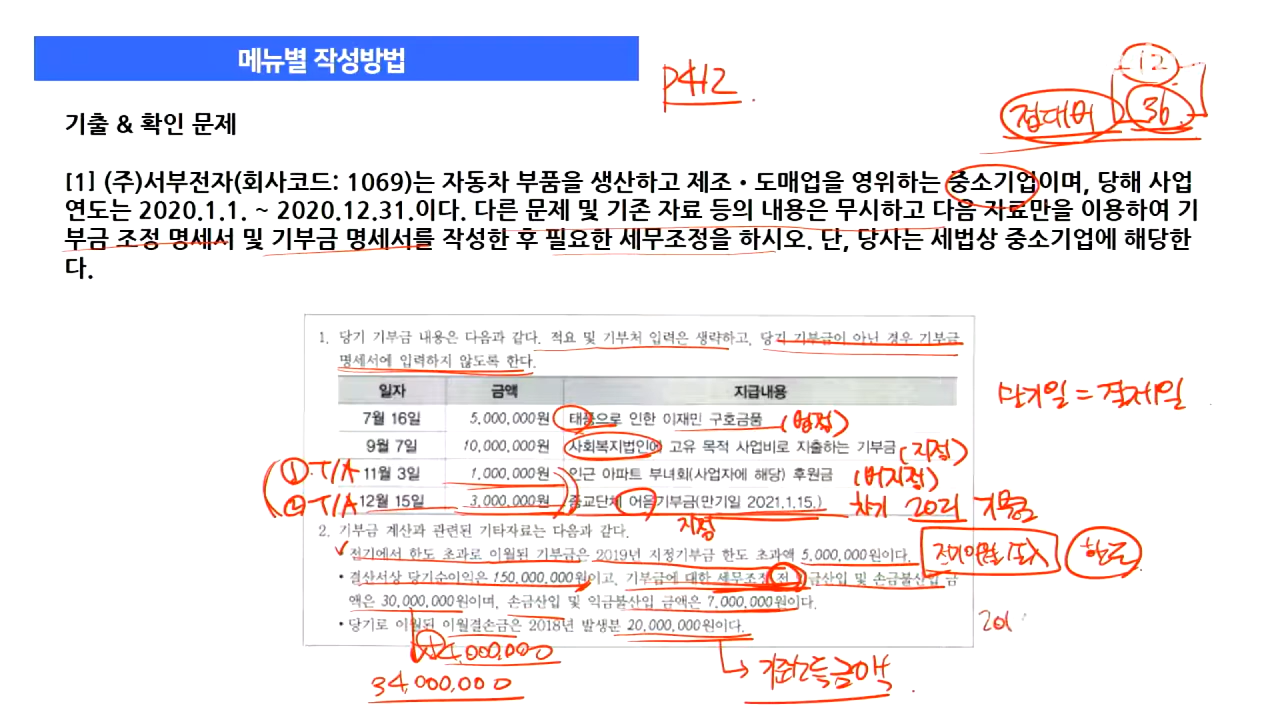 메뉴별 작성방법
P412
12
접대비 36
기출 & 확인 문제
[1] (주)서부전자(회사코드: 1069)는 자동차 부품을 생산하고 제조·도매업을 영위하는 중소기업이며, 당해 사업
연도는 2020.1.1. ~ 2020.12.31.이다. 다른 문제 및 기존 자료 등의 내용은 무시하고 다음 자료만을 이용하여 기
부금 조정 명세서 및 기부금 명세서를 작성한 후 필요한 세무조정을 하시오. 단, 당사는 세법상 중소기업에 해당한
다.
1. 당기 기부금 내용은 다음과 같다. 적요 및 기부처 입력은 생략하고, 당기 기부금이 아닌 경우 기부금
명세서에 입력하지 않도록 한다.
일자 금액 지급내용
7월 16일 5,000,000원 태풍으로 인한 이재민 구호금품 (법정)
9월 7일 10,000,000원 사회복지법인에 고유 목적 사업비로 지출하는 기부금 (지정)
만기일 = 결제일
① T/A 11월 3일 1,000,000원 인근 아파트 부녀회(사업자에 해당) 후원금 (비지정)
② T/A 12월 15일 3,000,000원 종교단체 어음기부금(만기일 2021.1.15.) 차기 2021 기부금
지정
2. 기부금 계산과 관련된 기타자료는 다음과 같다.
• 전기에서 한도 초과로 이월된 기부금은 2019년 지정기부금 한도 초과액 5,000,000원이다. 한도
• 결산서상 당기순이익은 150,000,000원이고, 기부금에 대한 세무조정 전 익금산입 및 손금불산입 금
액은 30,000,000원이며, 손금산입 및 익금불산입 금액은 7,000,000원이다.
• 당기로 이월된 이월결손금은 2018년 발생분 20,000,000원이다.
201
4,000,000
34,000,000
기준소득금액